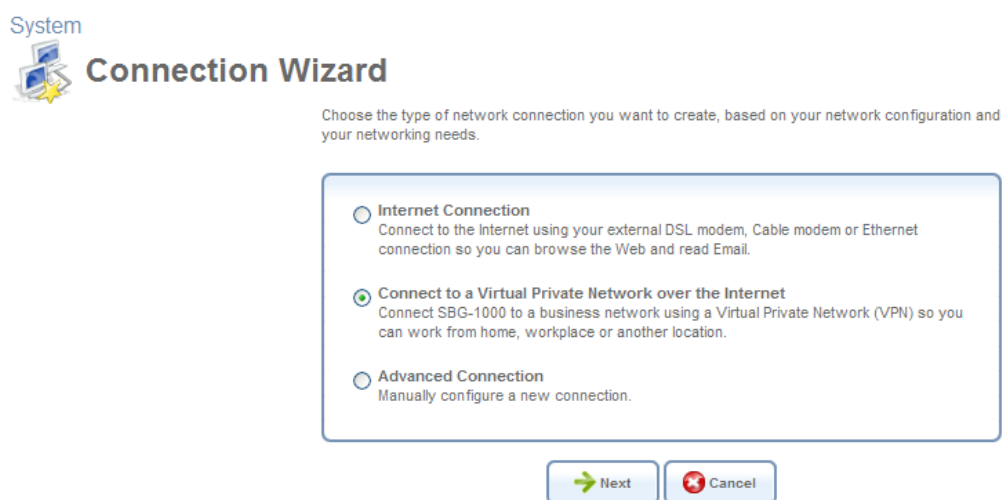 System
Connection Wizard
Choose the type of network connection you want to create, based on your network configuration and
your networking needs.
Internet Connection
Connect to the Internet using your external DSL modem, Cable modem or Ethernet
connection so you can browse the Web and read Email.
Connect to a Virtual Private Network over the Internet
Connect SBG-1000 to a business network using a Virtual Private Network (VPN) so you
can work from home, workplace or another location.
Advanced Connection
Manually configure a new connection.
Next
Cancel